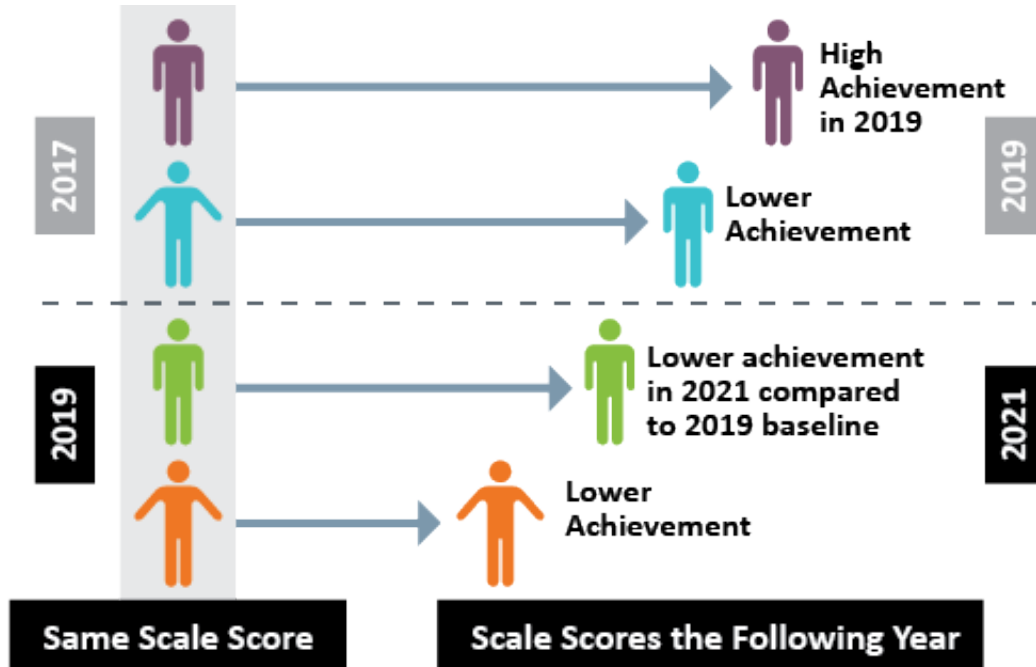 High
Achievement
in 2019
2017
2019
Lower
Achievement
Lower achievement
in 2021 compared
to 2019 baseline
2019
2021
Lower
Achievement
Same Scale Score
Scale Scores the Following Year